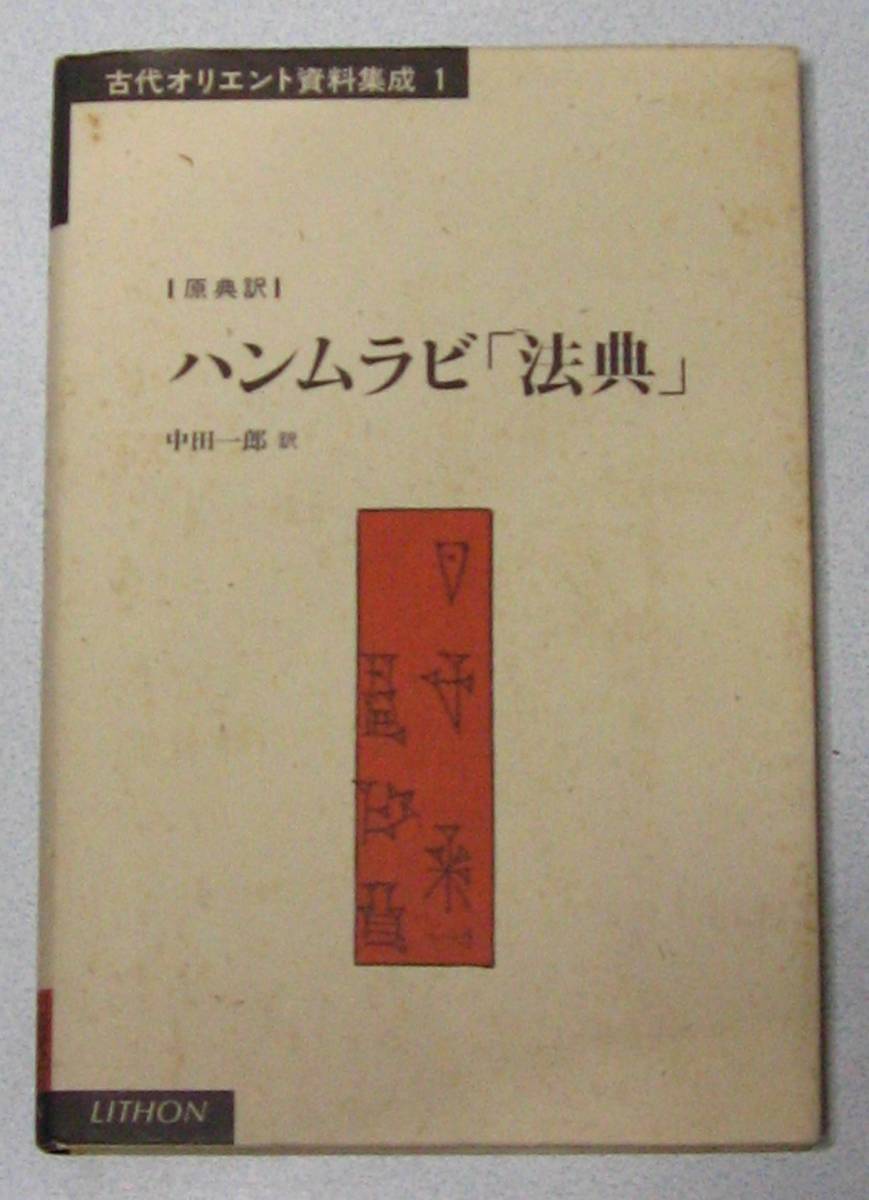 古代オリエント資料集成 1
|原典訳|
ハンムラビ「法典」
中田一郎 訳
LITHON